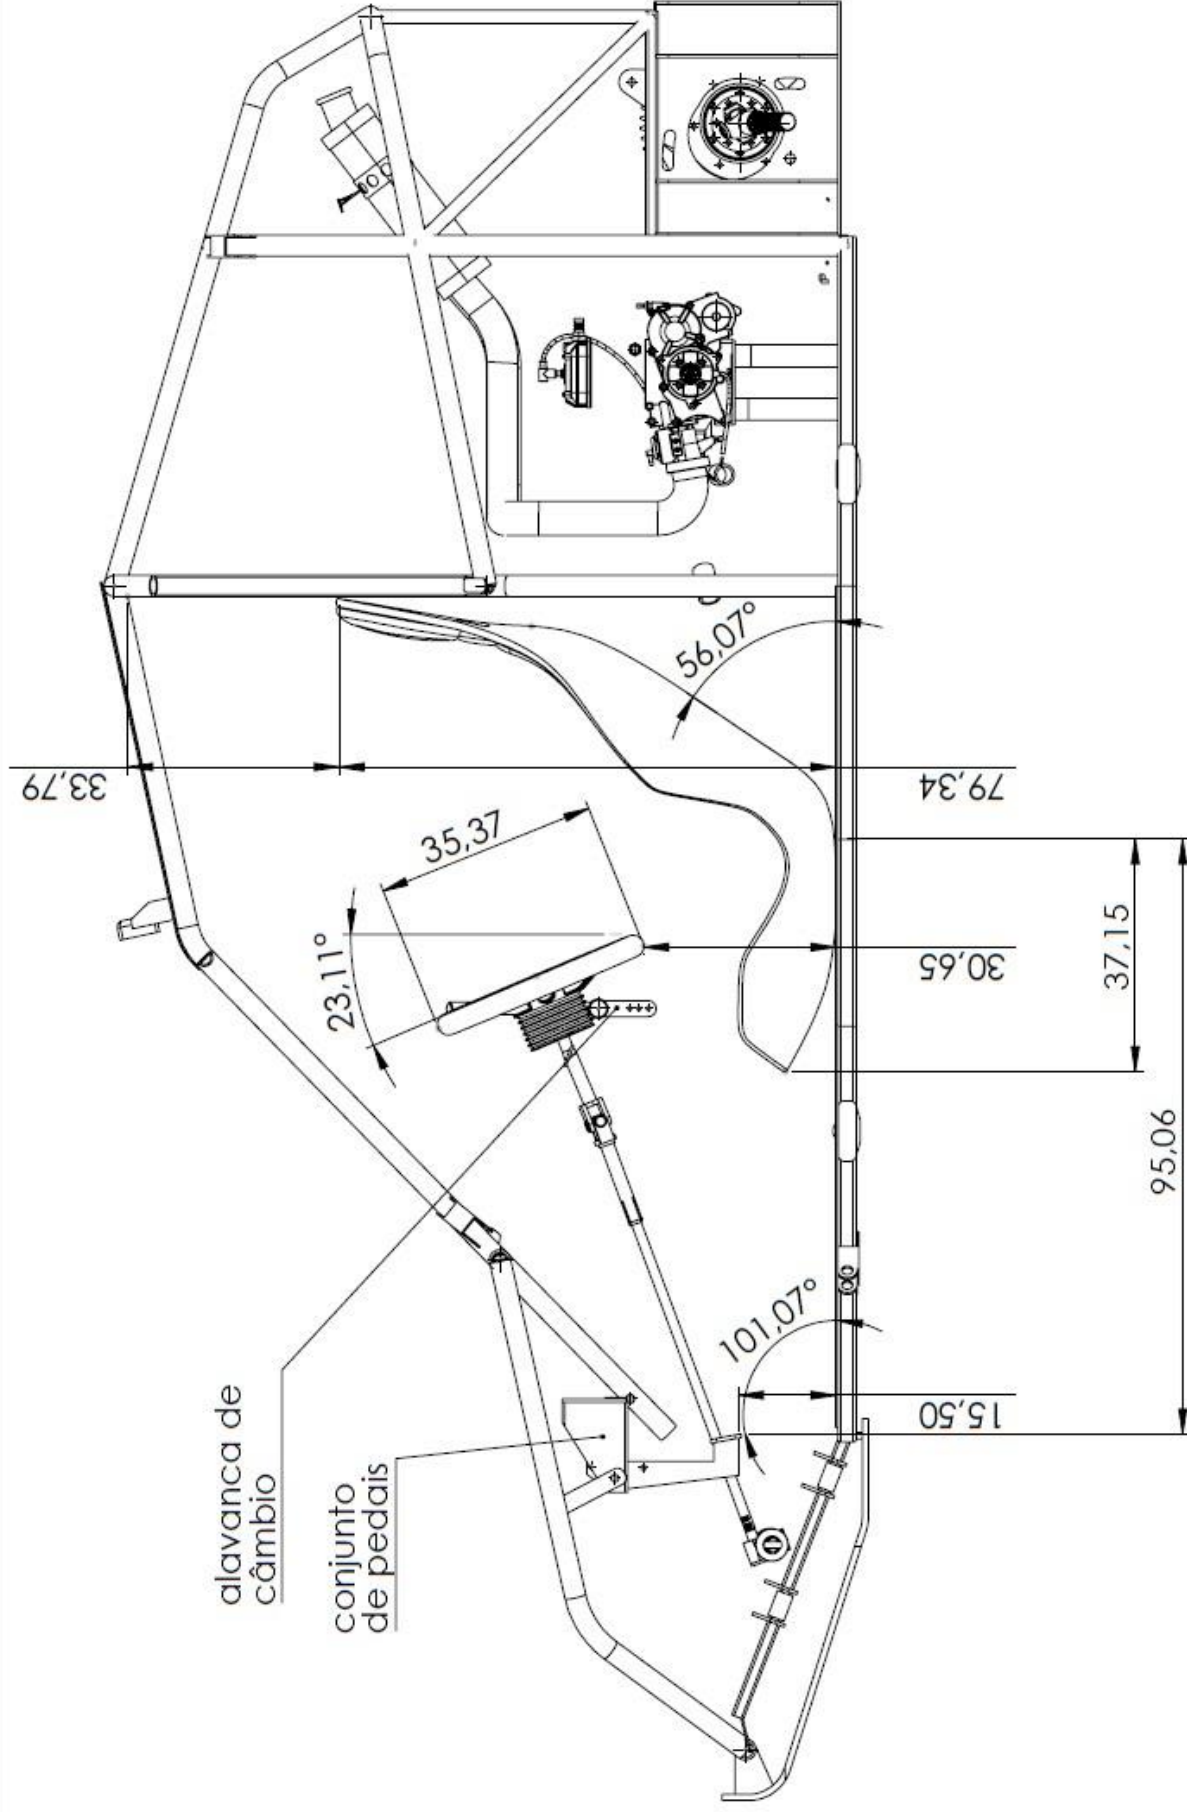 33,79
79,34
56,07°
35,37
23,11°
30,65
37,15
95,06
101,07°
15,50
alavanca de
câmbio
conjunto
de pedais